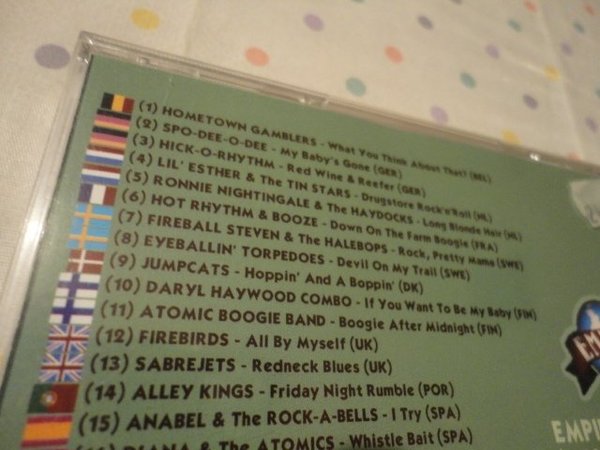 (1) HOMETOWN GAMBLERS - What You Think About That? (BEL)
(2) SPO-DEE-O-DEE - My Baby's Gone (GER)
(3) HICK-O-RHYTHM - Red Wine & Reefer (GER)
(4) LIL' ESTHER & The TIN STARS - Drugstore Rock'n'Roll (NL)
(5) RONNIE NIGHTINGALE & The HAYDOCKS - Long Blonde Hair (NL)
(6) HOT RHYTHM & BOOZE - Down On The Farm Boogie (FRA)
(7) FIREBALL STEVEN & The HALEBOPS - Rock, Pretty Mama (SWE)
(8) EYEBALLIN' TORPEDOES - Devil On My Trail (SWE)
(9) JUMPCATS - Hoppin' And A Boppin' (DK)
(10) DARYL HAYWOOD COMBO - If You Want To Be My Baby (FIN)
(11) ATOMIC BOOGIE BAND - Boogie After Midnight (FIN)
(12) FIREBIRDS - All By Myself (UK)
(13) SABREJETS - Redneck Blues (UK)
(14) ALLEY KINGS - Friday Night Rumble (POR)
(15) ANABEL & The ROCK-A-BELLS - I Try (SPA)
DIANA & The ATOMICS - Whistle Bait (SPA)